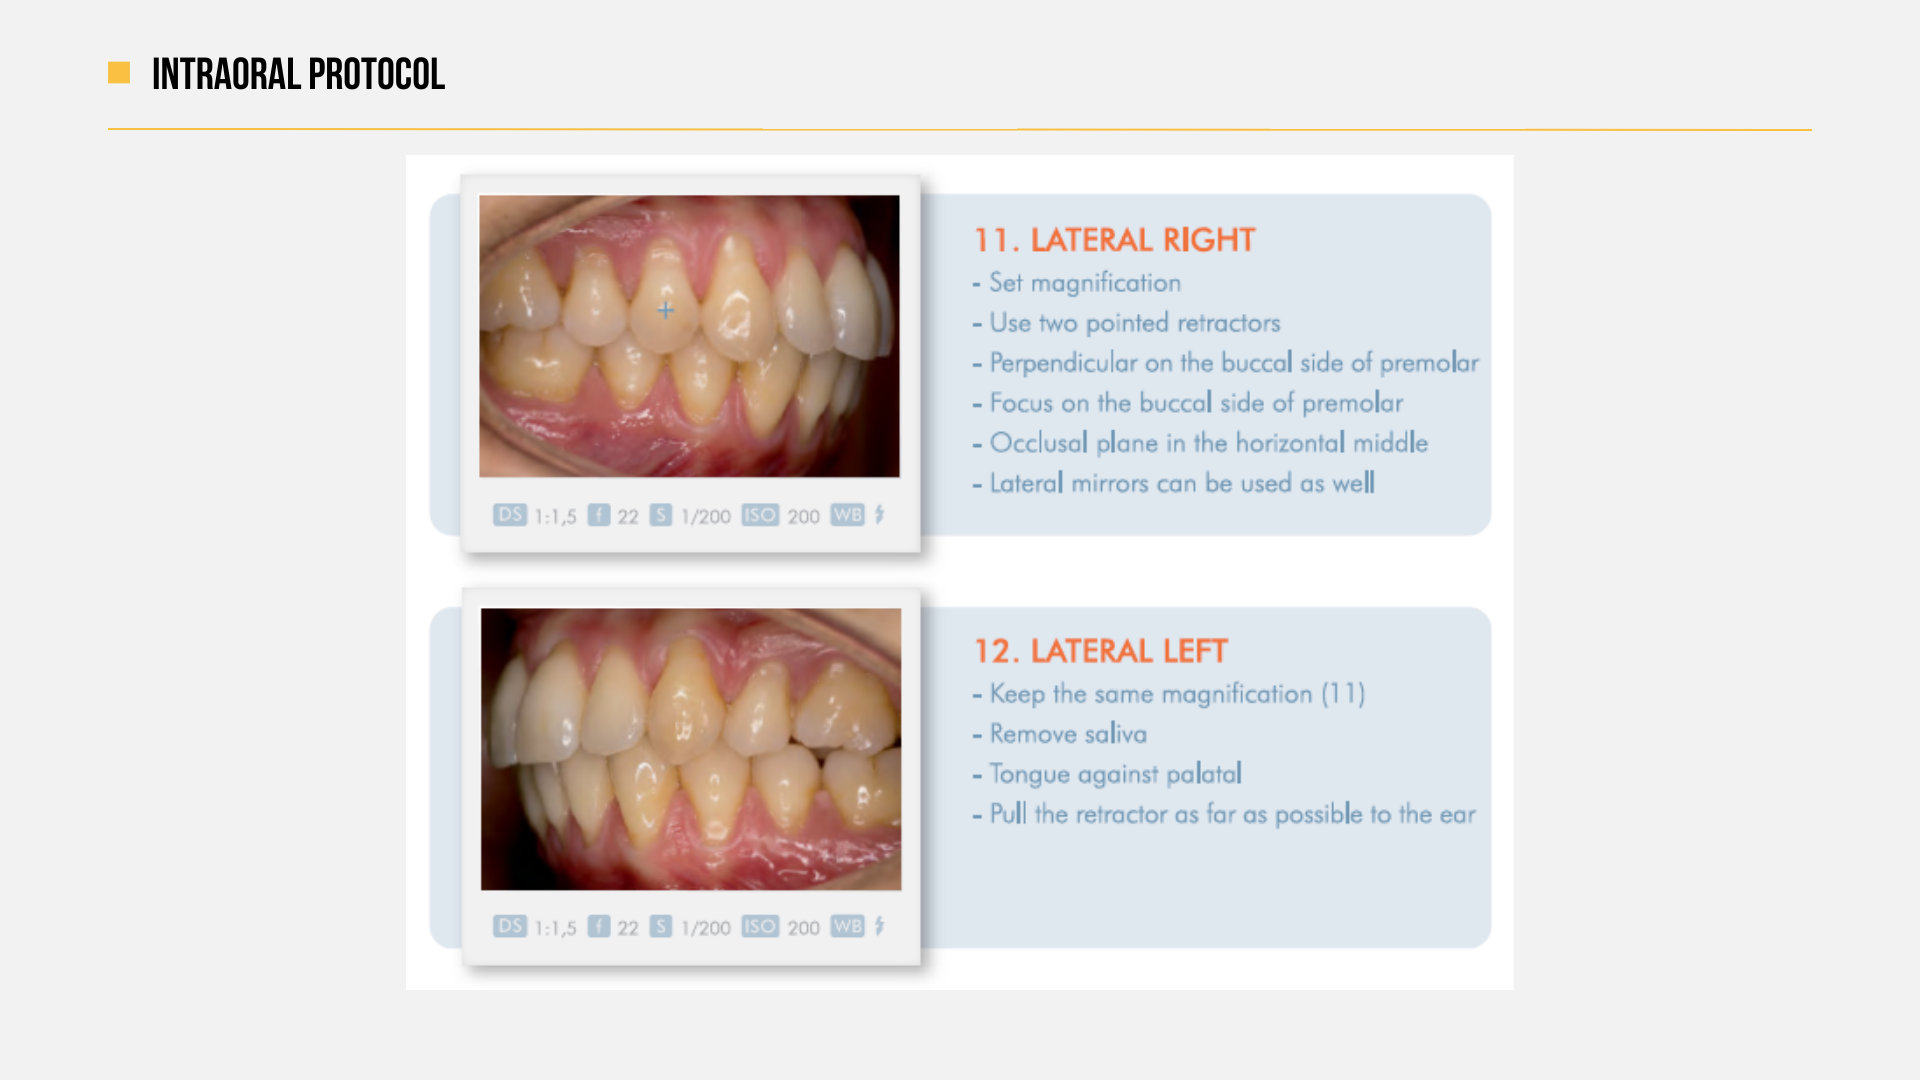 INTRAORAL PROTOCOL
11. LATERAL RIGHT
- Set magnification
- Use two pointed retractors
- Perpendicular on the buccal side of premolar
- Focus on the buccal side of premolar
- Occlusal plane in the horizontal middle
- Lateral mirrors can be used as well
DS 1:1,5 f 22 S 1/200 ISO 200 WB
12. LATERAL LEFT
- Keep the same magnification (11)
- Remove saliva
- Tongue against palatal
- Pull the retractor as far as possible to the ear
DS 1:1,5 f 22 S 1/200 ISO 200 WB